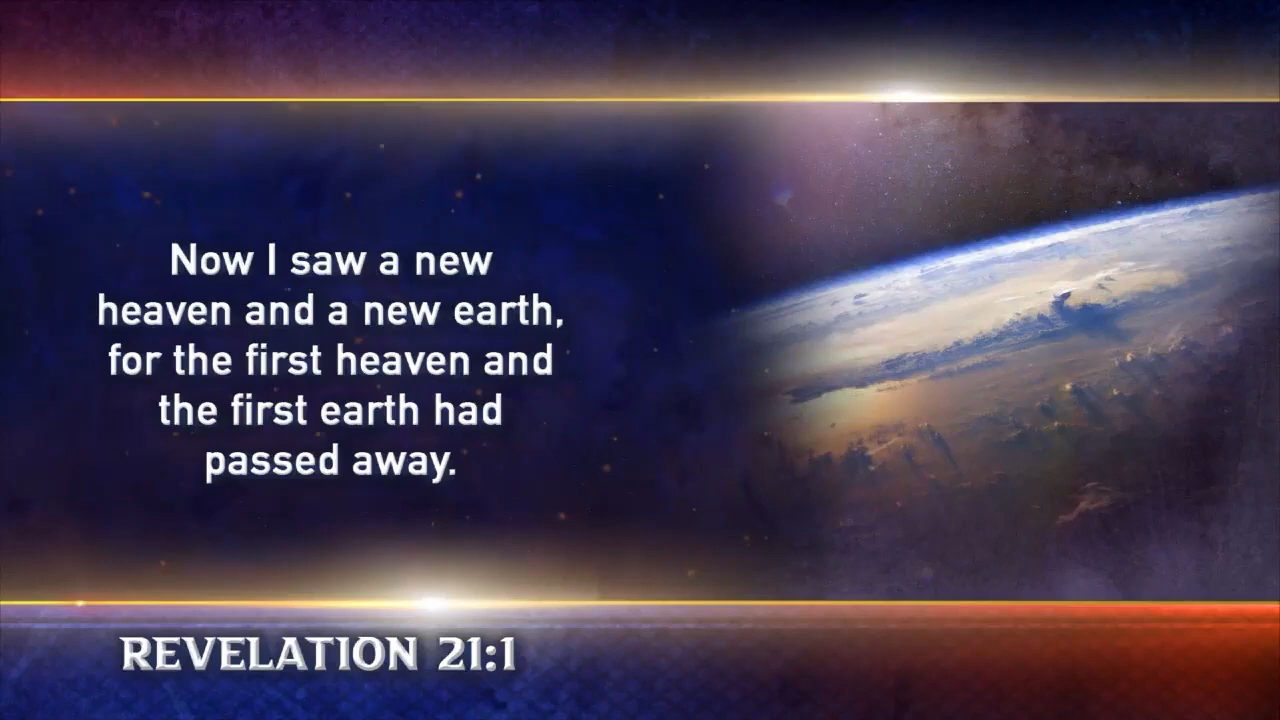 Now I saw a new
heaven and a new earth,
for the first heaven and
the first earth had
passed away.
REVELATION 21:1